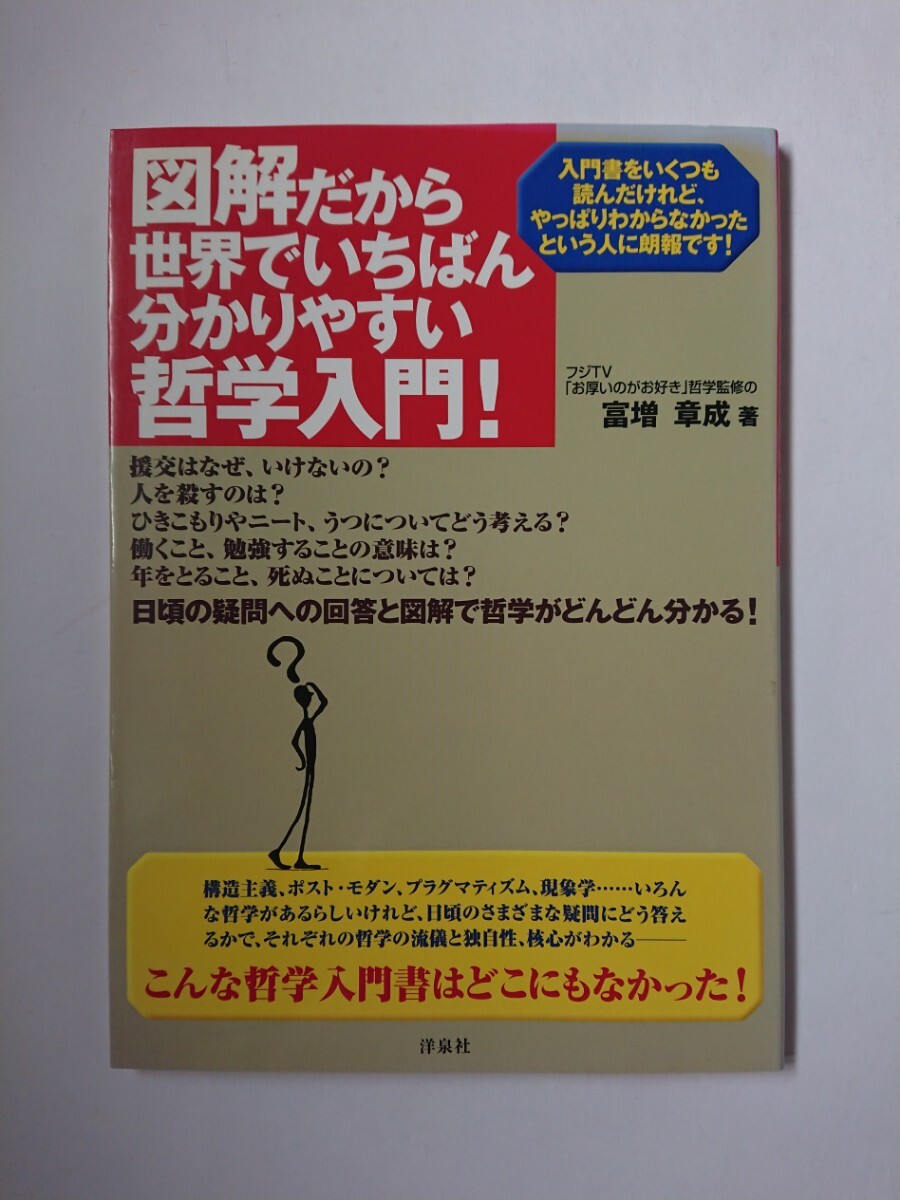 図解だから
世界でいちばん
分かりやすい
哲学入門!
入門書をいくつも
読んだけれど、
やっぱりわからなかった
という人に朗報です!
フジTV
「お厚いのがお好き」哲学監修の
富増 章成 著
援交はなぜ、いけないの?
人を殺すのは?
ひきこもりやニート、うつについてどう考える?
働くこと、勉強することの意味は?
年をとること、死ぬことについては?
日頃の疑問への回答と図解で哲学がどんどん分かる!
構造主義、ポスト・モダン、プラグマティズム、現象学……いろん
な哲学があるらしいけれど、日頃のさまざまな疑問にどう答え
るかで、それぞれの哲学の流儀と独自性、核心がわかる――
こんな哲学入門書はどこにもなかった!
洋泉社